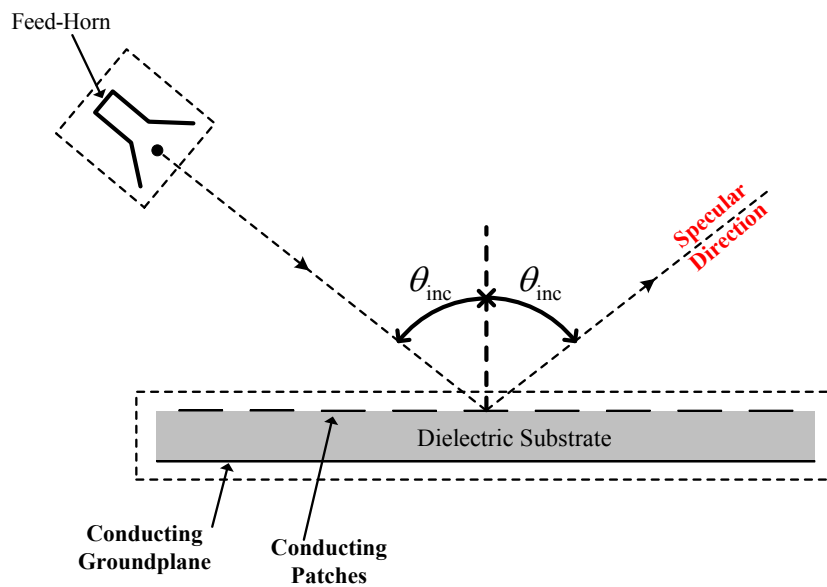 Feed-Horn
Specular
Direction
θinc
θinc
Dielectric Substrate
Conducting
Groundplane
Conducting
Patches